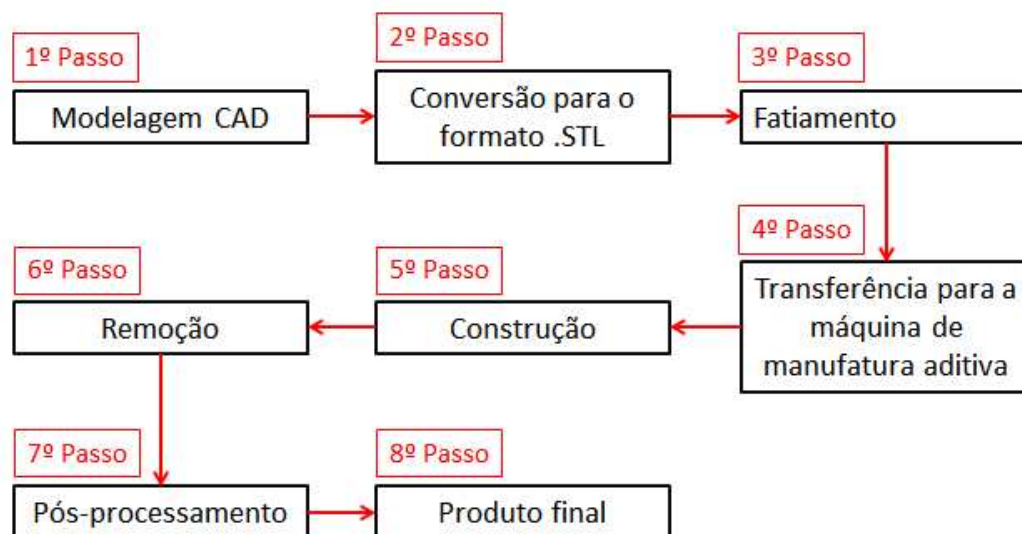 1º Passo
Modelagem CAD
2º Passo
Conversão para o
formato .STL
3º Passo
Fatiamento
4º Passo
Transferência para a
máquina de
manufatura aditiva
5º Passo
Construção
6º Passo
Remoção
7º Passo
Pós-processamento
8º Passo
Produto final